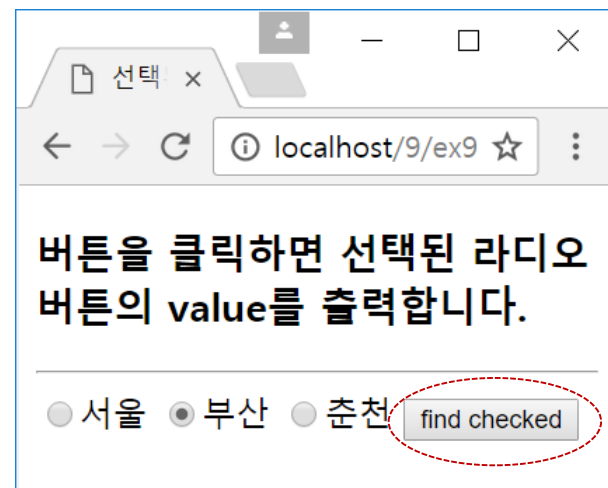 선택
localhost/9/ex9
버튼을 클릭하면 선택된 라디오
버튼의 value를 출력합니다.
서울 부산 춘천 find checked